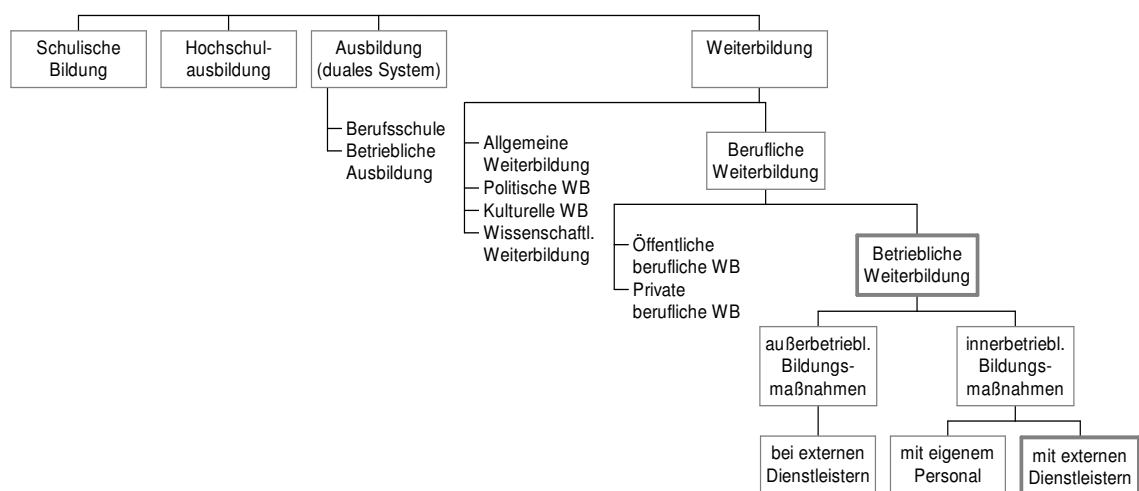 Schulische
Bildung
Hochschul-
ausbildung
Ausbildung
(duales System)
Weiterbildung
Berufsschule
Betriebliche
Ausbildung
Allgemeine
Weiterbildung
Politische WB
Kulturelle WB
Wissenschaftl.
Weiterbildung
Berufliche
Weiterbildung
Öffentliche
berufliche WB
Private
berufliche WB
Betriebliche
Weiterbildung
außerbetriebl.
Bildungs-
maßnahmen
innerbetriebl.
Bildungs-
maßnahmen
bei externen
Dienstleistern
mit eigenem
Personal
mit externen
Dienstleistern